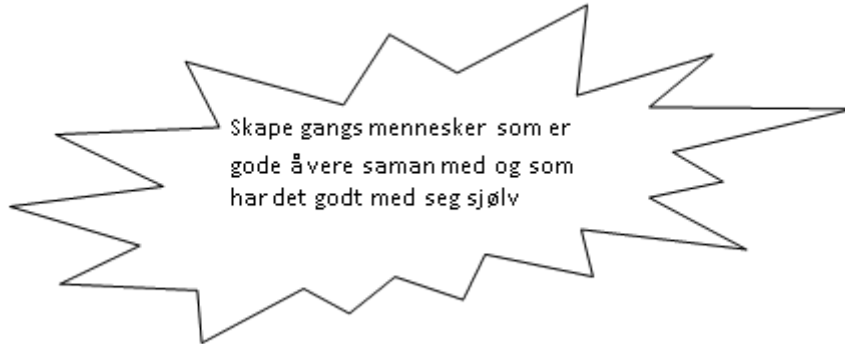 Skape gangs mennesker som er
gode å vere saman med og som
har det godt med seg sjølv